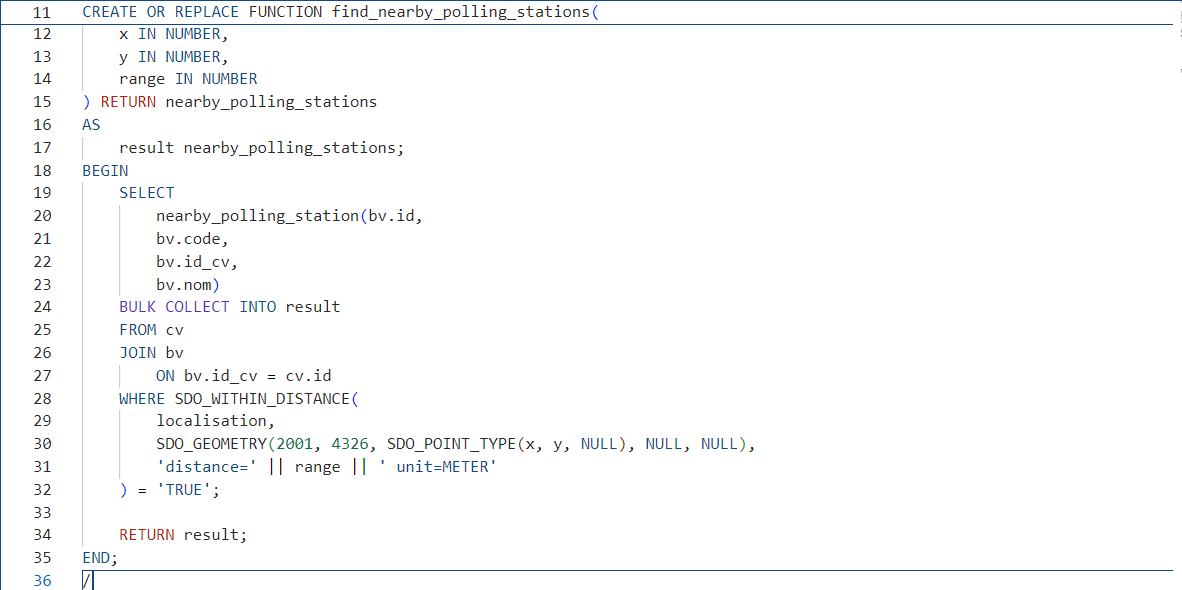 11 CREATE OR REPLACE FUNCTION find_nearby_polling_stations(
12     x IN NUMBER,
13     y IN NUMBER,
14     range IN NUMBER
15 ) RETURN nearby_polling_stations
16 AS
17     result nearby_polling_stations;
18 BEGIN
19     SELECT
20         nearby_polling_station(bv.id,
21         bv.code,
22         bv.id_cv,
23         bv.nom)
24     BULK COLLECT INTO result
25     FROM cv
26     JOIN bv
27         ON bv.id_cv = cv.id
28     WHERE SDO_WITHIN_DISTANCE(
29         localisation,
30         SDO_GEOMETRY(2001, 4326, SDO_POINT_TYPE(x, y, NULL), NULL, NULL),
31         'distance=' || range || ' unit=METER'
32     ) = 'TRUE';
33
34     RETURN result;
35 END;
36 /